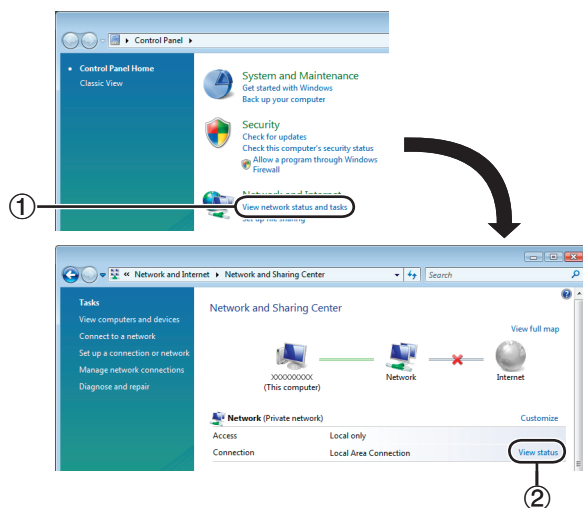 Control Panel
Control Panel Home
Classic View
System and Maintenance
Get started with Windows
Back up your computer
Security
Check for updates
Check this computer's security status
Allow a program through Windows
Firewall
Network and Internet
① View network status and tasks
Set up file sharing
« Network and Internet Network and Sharing Center Search
Tasks
View computers and devices
Connect to a network
Set up a connection or network
Manage network connections
Diagnose and repair
Network and Sharing Center
View full map
XXXXXXXXX
(This computer)
Network
Internet
Network (Private network) Customize
Access Local only
Connection Local Area Connection View status
②